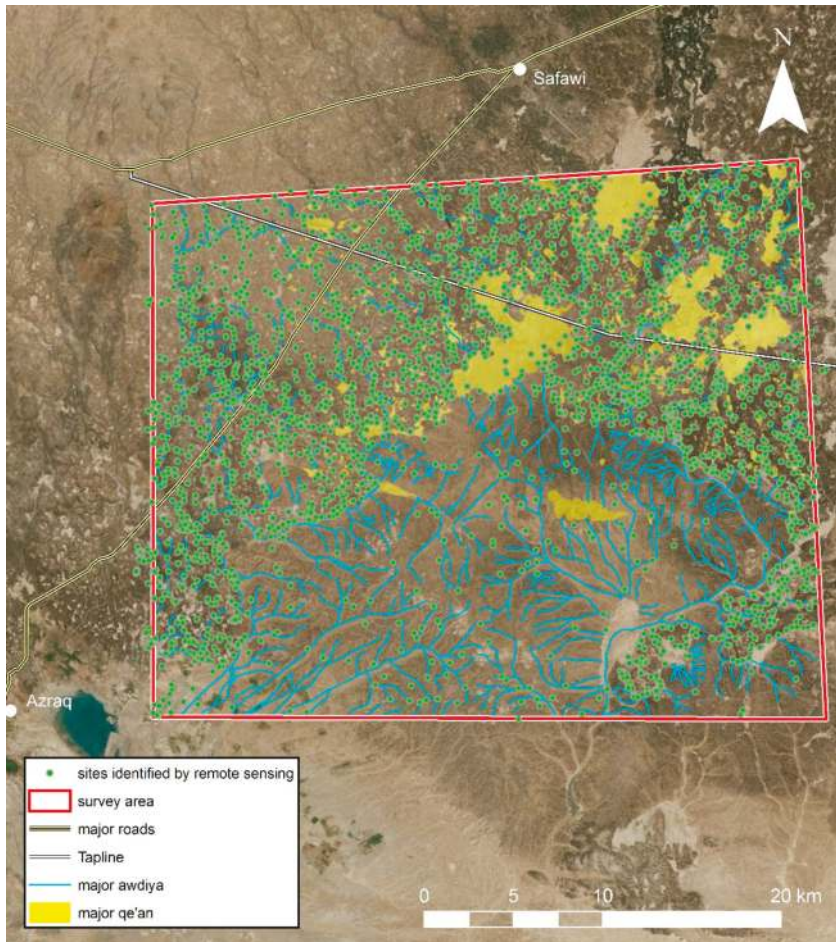 Safawi
N
Azraq
sites identified by remote sensing
survey area
major roads
Tapline
major awdiya
major qe'an
0 5 10 20 km